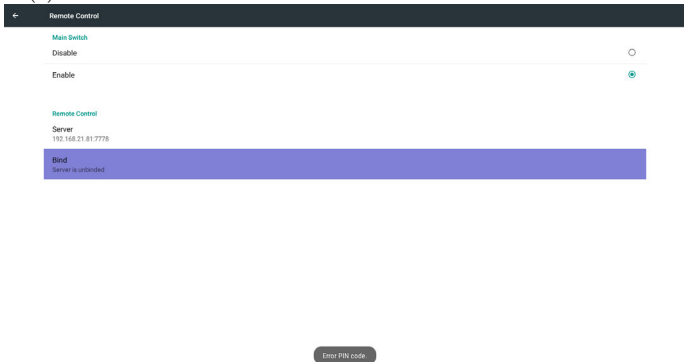 Remote Control
Main Switch
Disable
Enable
Remote Control
Server
192.168.21.81:7778
Bind
Server is unbinded
Error PIN code.